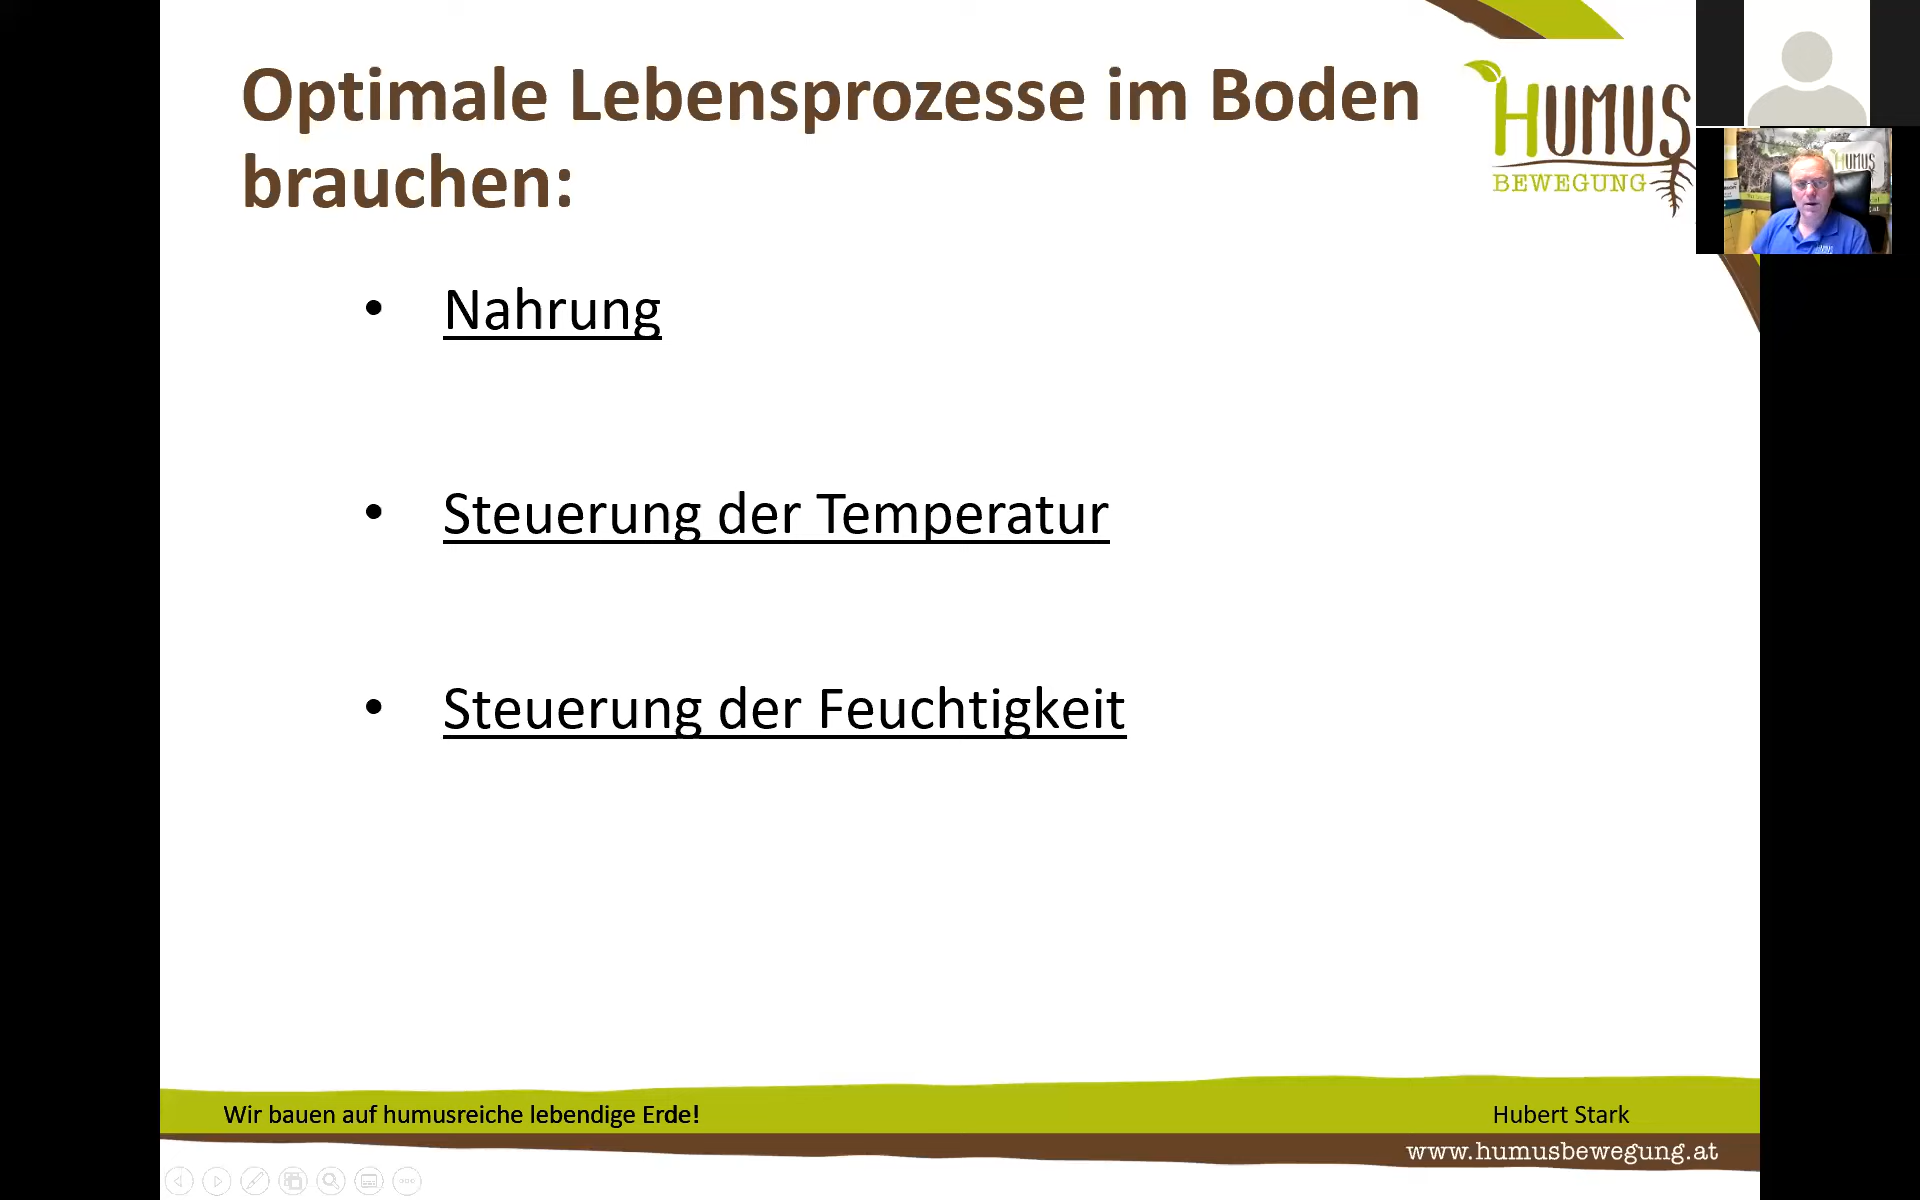 Optimale Lebensprozesse im Boden
brauchen:
HUMUS
BEWEGUNG
HUMUS
• Nahrung
• Steuerung der Temperatur
• Steuerung der Feuchtigkeit
Wir bauen auf humusreiche lebendige Erde!
Hubert Stark
www.humusbewegung.at